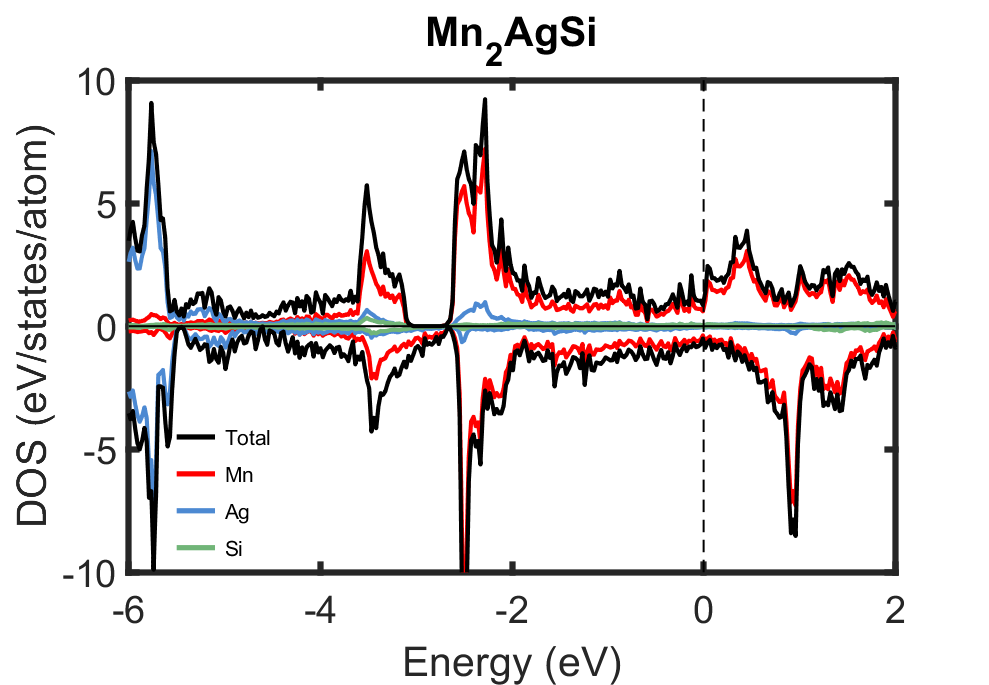 Mn2AgSi
DOS (eV/states/atom)
10
5
0
-5
-10
Total
Mn
Ag
Si
-6 -4 -2 0 2
Energy (eV)